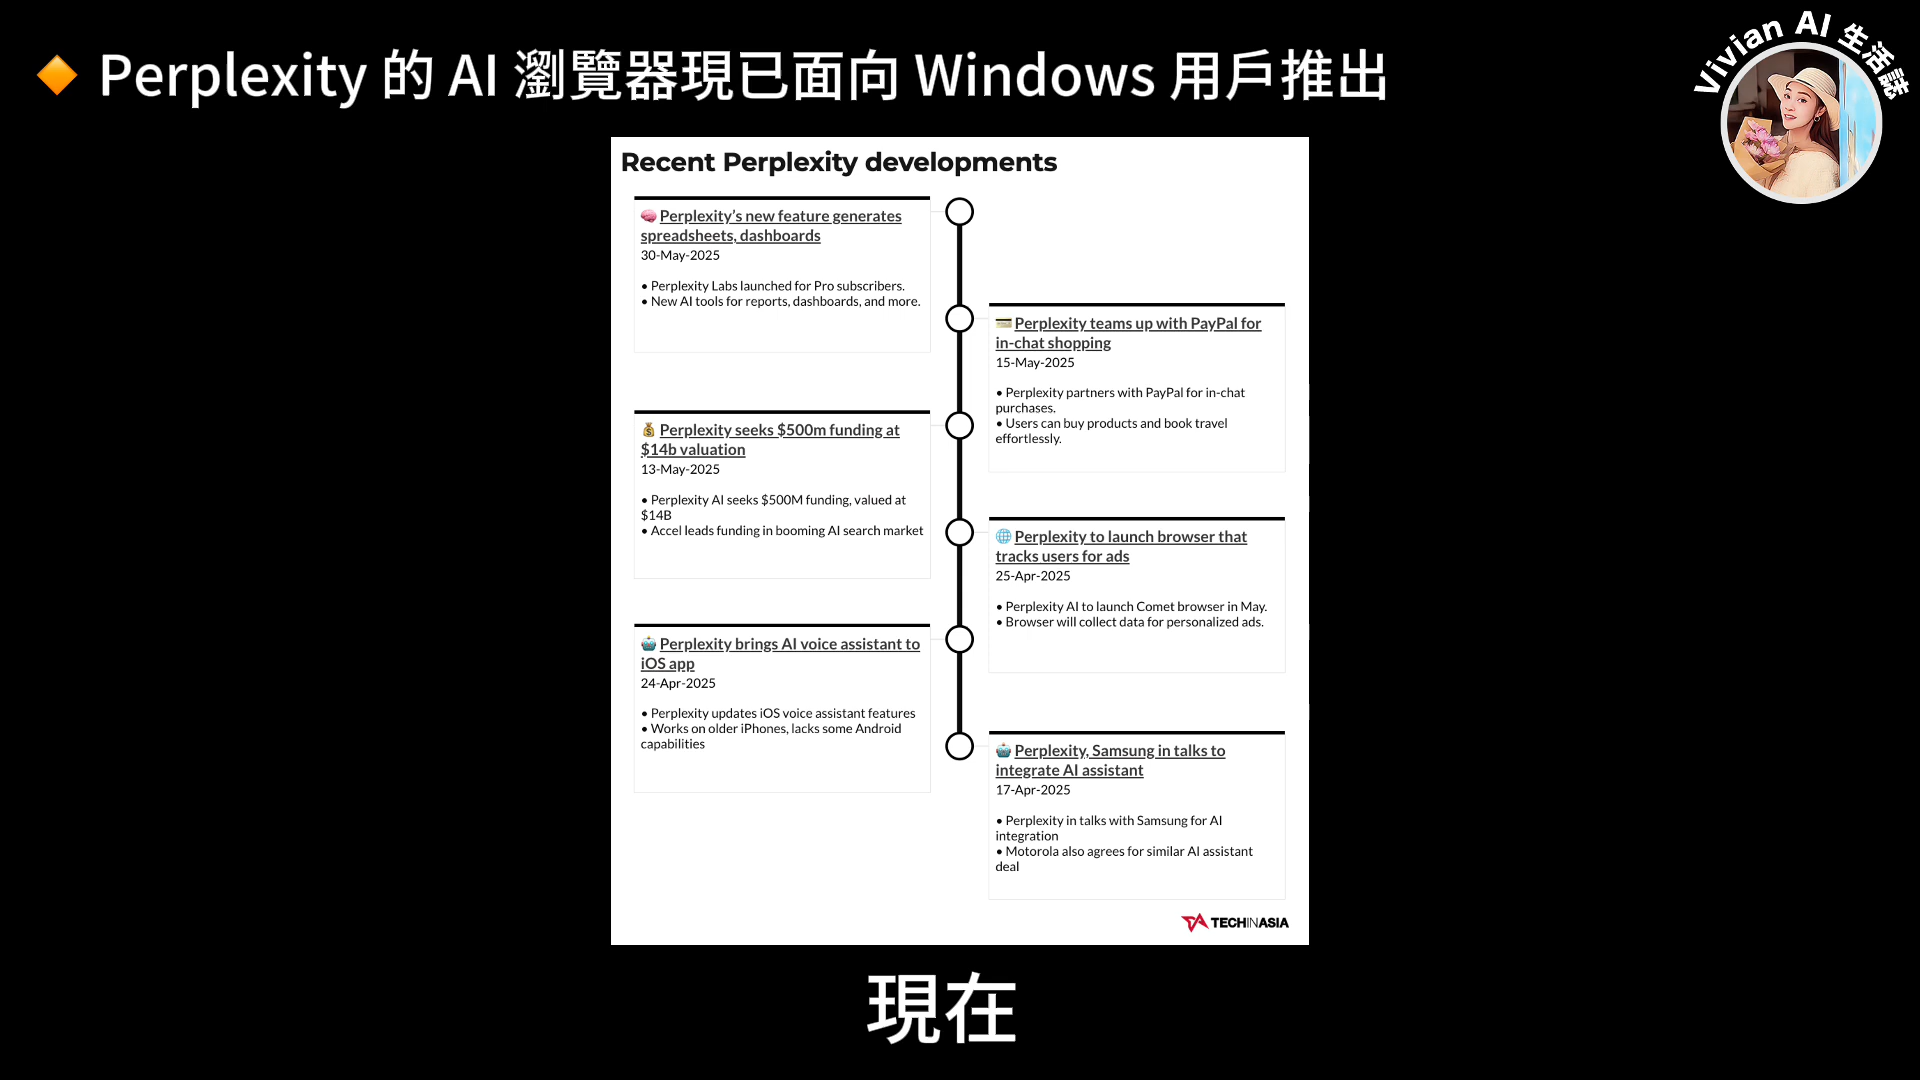 🔶 Perplexity 的 AI 瀏覽器現已面向 Windows 用戶推出
Vivian AI 生活誌
Recent Perplexity developments
🧠 Perplexity's new feature generates
spreadsheets, dashboards
30-May-2025
• Perplexity Labs launched for Pro subscribers.
• New AI tools for reports, dashboards, and more.
💳 Perplexity teams up with PayPal for
in-chat shopping
15-May-2025
• Perplexity partners with PayPal for in-chat
purchases.
• Users can buy products and book travel
effortlessly.
💰 Perplexity seeks $500m funding at
$14b valuation
13-May-2025
• Perplexity AI seeks $500M funding, valued at
$14B
• Accel leads funding in booming AI search market
🌐 Perplexity to launch browser that
tracks users for ads
25-Apr-2025
• Perplexity AI to launch Comet browser in May.
• Browser will collect data for personalized ads.
🤖 Perplexity brings AI voice assistant to
iOS app
24-Apr-2025
• Perplexity updates iOS voice assistant features
• Works on older iPhones, lacks some Android
capabilities
🤖 Perplexity, Samsung in talks to
integrate AI assistant
17-Apr-2025
• Perplexity in talks with Samsung for AI
integration
• Motorola also agrees for similar AI assistant
deal
TECHINASIA
現在